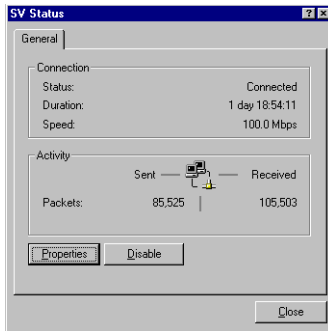 SV Status
General
Connection
Status: Connected
Duration: 1 day 18:54:11
Speed: 100.0 Mbps
Activity
Sent Received
Packets: 85,525 105,503
Properties Disable
Close